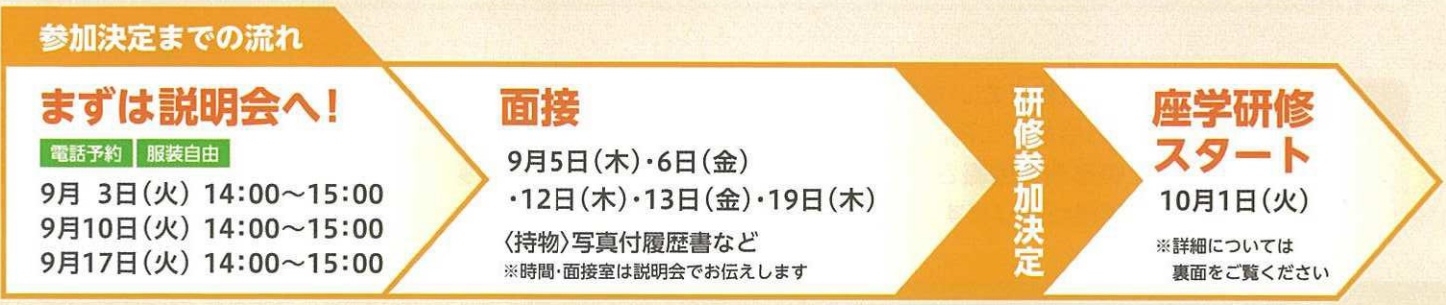 参加決定までの流れ
まずは説明会へ!
電話予約 服装自由
9月 3日(火) 14:00〜15:00
9月10日(火) 14:00〜15:00
9月17日(火) 14:00〜15:00
面接
9月5日(木)・6日(金)
・12日(木)・13日(金)・19日(木)
〈持物〉写真付履歴書など
※時間・面接室は説明会でお伝えします
研修参加決定
座学研修
スタート
10月1日(火)
※詳細については
裏面をご覧ください